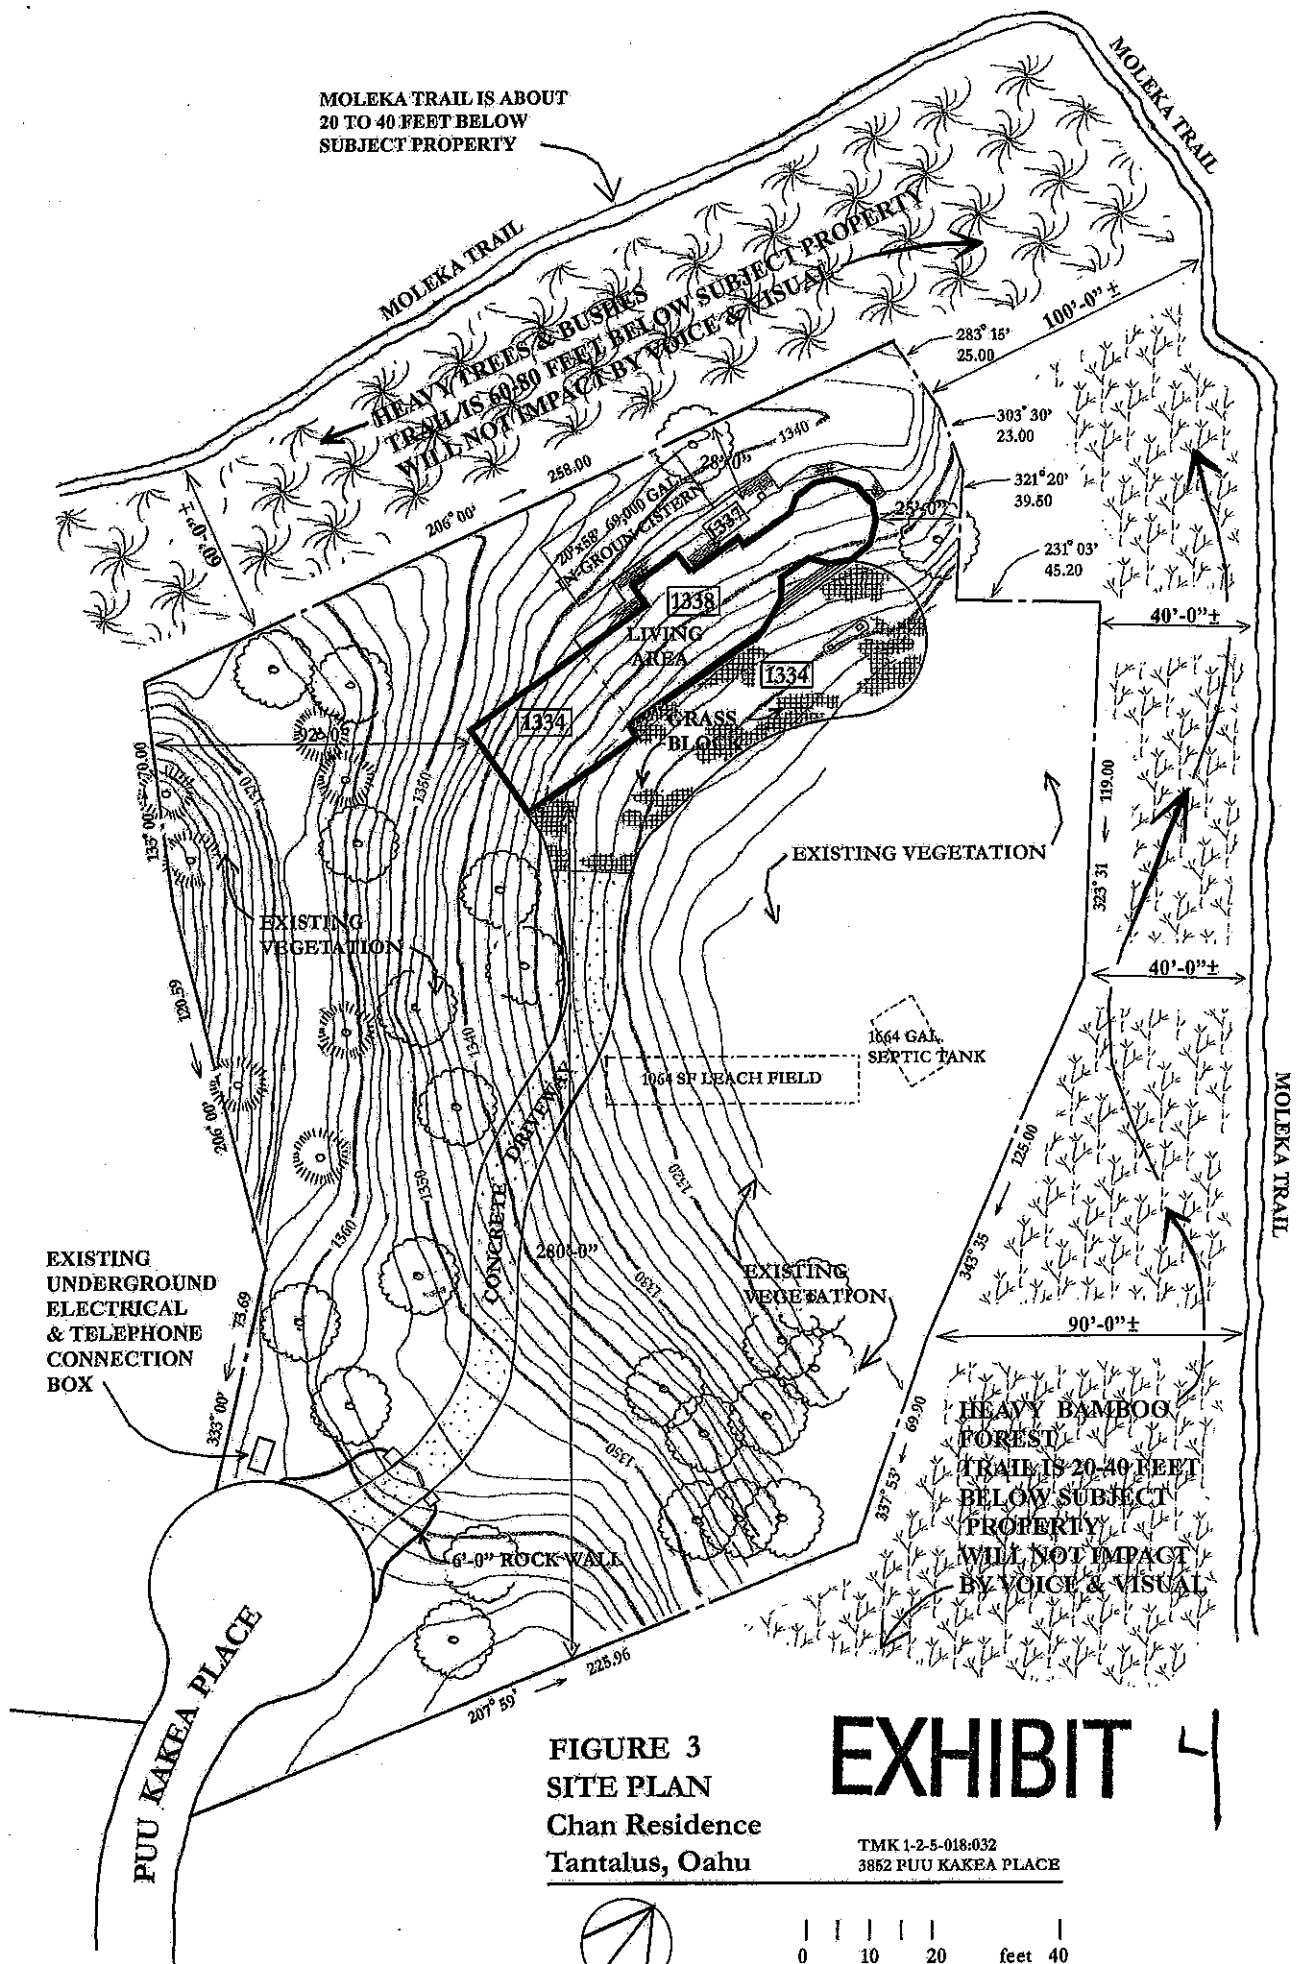 MOLEKA TRAIL IS ABOUT
20 TO 40 FEET BELOW
SUBJECT PROPERTY
MOLEKA TRAIL
MOLEKA TRAIL
HEAVY TREES & BUSHES
TRAIL IS 60-80 FEET BELOW SUBJECT PROPERTY
WILL NOT IMPACT BY VOICE & VISUAL
100'-0" ±
283° 15'
25.00
303° 30'
23.00
321° 20'
39.50
231° 03'
45.20
60'-0" ±
206° 00'
258.00
28'-0"
1340
20'x58' 69,000 GAL.
IN-GROUN CISTERN
1337
25'-0"
1338
LIVING
AREA
1334
1334
GRASS
BLOCK
92'-0"
135° 00'
70.00
1370
1350
40'-0" ±
119.00
323° 31
EXISTING VEGETATION
EXISTING
VEGETATION
120.59
206° 00'
1340
40'-0" ±
1664 GAL.
SEPTIC TANK
1064 SF LEACH FIELD
CONCRETE DRIVEWAY
1350
1360
1320
1330
1350
280'-0"
125.00
343° 35
MOLEKA TRAIL
EXISTING
UNDERGROUND
ELECTRICAL
& TELEPHONE
CONNECTION
BOX
73.69
333° 00'
EXISTING
VEGETATION
90'-0" ±
69.90
337° 53'
HEAVY BAMBOO
FOREST
TRAIL IS 20-40 FEET
BELOW SUBJECT
PROPERTY
WILL NOT IMPACT
BY VOICE & VISUAL
6'-0" ROCK WALL
PUU KAKEA PLACE
207° 59'
225.96
FIGURE 3
SITE PLAN
Chan Residence
Tantalus, Oahu
EXHIBIT 4
TMK 1-2-5-018:032
3852 PUU KAKEA PLACE
0 10 20 feet 40